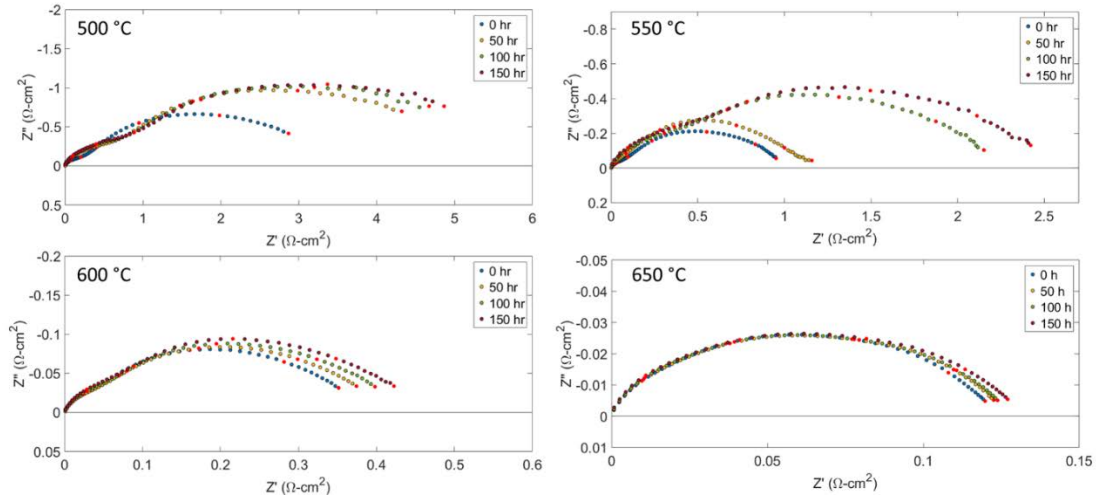 500 °C
0 hr
50 hr
100 hr
150 hr
-2
-1.5
-1
-0.5
0
0.5
Z" (Ω-cm²)
0 1 2 3 4 5 6
Z' (Ω-cm²)
550 °C
0 hr
50 hr
100 hr
150 hr
-0.8
-0.6
-0.4
-0.2
0
0.2
Z" (Ω-cm²)
0 0.5 1 1.5 2 2.5
Z' (Ω-cm²)
600 °C
0 hr
50 hr
100 hr
150 hr
-0.2
-0.15
-0.1
-0.05
0
0.05
Z" (Ω-cm²)
0 0.1 0.2 0.3 0.4 0.5 0.6
Z' (Ω-cm²)
650 °C
0 h
50 h
100 h
150 h
-0.05
-0.04
-0.03
-0.02
-0.01
0
0.01
Z" (Ω-cm²)
0 0.05 0.1 0.15
Z' (Ω-cm²)